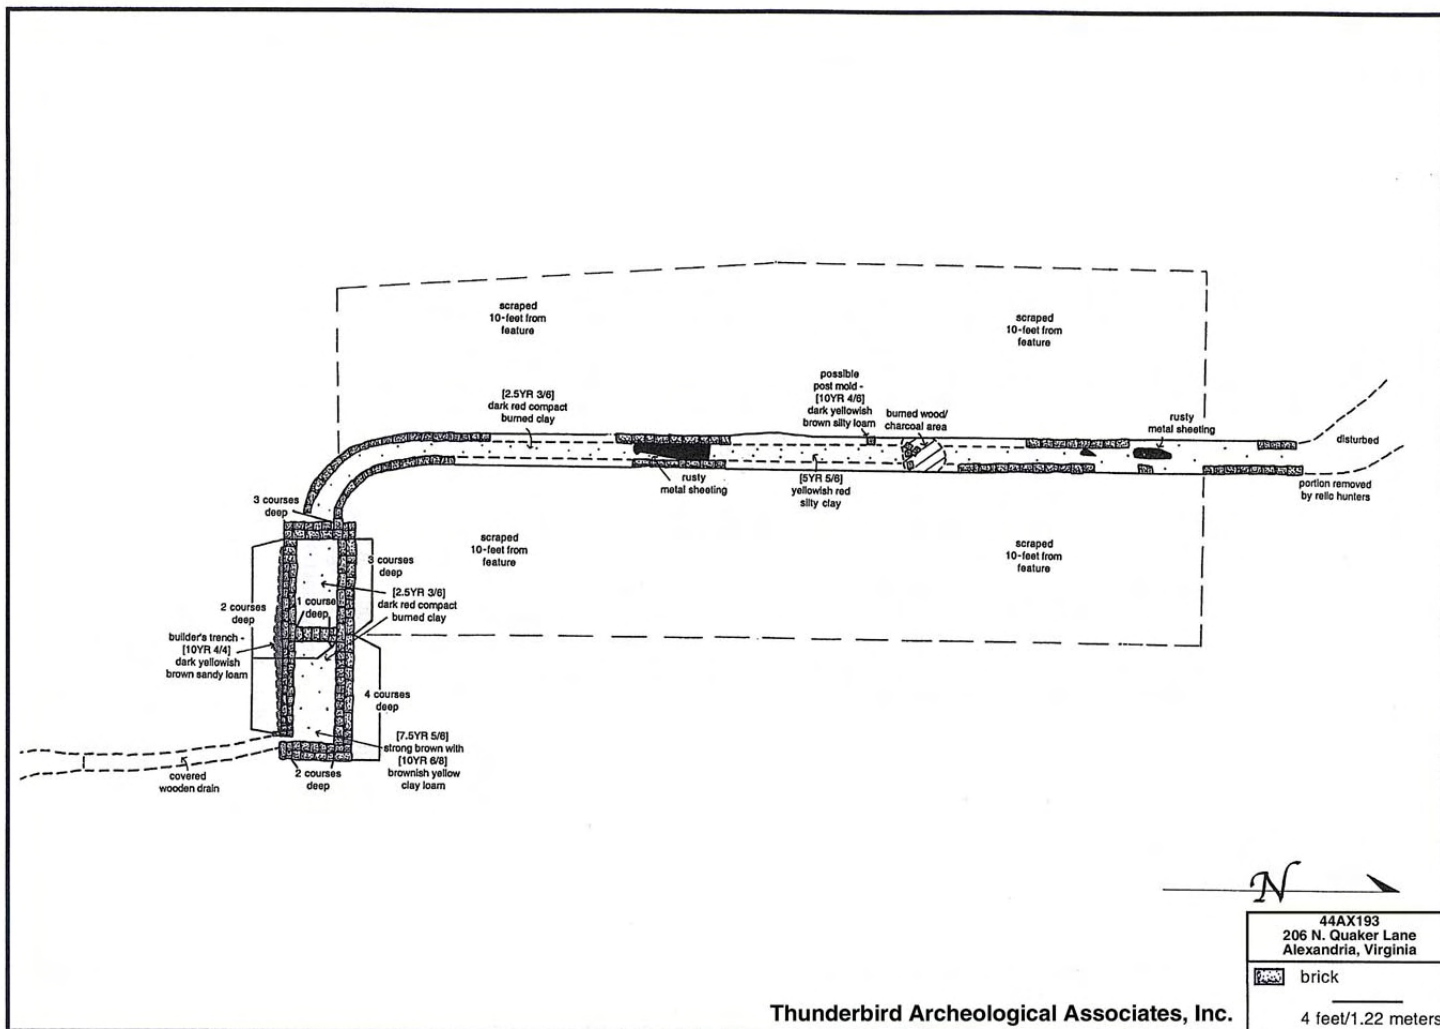 scraped
10-feet from
feature
scraped
10-feet from
feature
possible
post mold -
[10YR 4/6]
dark yellowish
brown silty loam
[2.5YR 3/6]
dark red compact
burned clay
burned wood/
charcoal area
rusty
metal sheeting
disturbed
rusty
metal sheeting
[5YR 5/6]
yellowish red
silty clay
portion removed
by relic hunters
3 courses
deep
scraped
10-feet from
feature
scraped
10-feet from
feature
3 courses
deep
[2.5YR 3/6]
dark red compact
burned clay
1 course
deep
2 courses
deep
builder's trench -
[10YR 4/4]
dark yellowish
brown sandy loam
4 courses
deep
[7.5YR 5/6]
strong brown with
[10YR 6/8]
brownish yellow
clay loam
covered
wooden drain
2 courses
deep
N
44AX193
206 N. Quaker Lane
Alexandria, Virginia
brick
4 feet/1.22 meters
Thunderbird Archeological Associates, Inc.